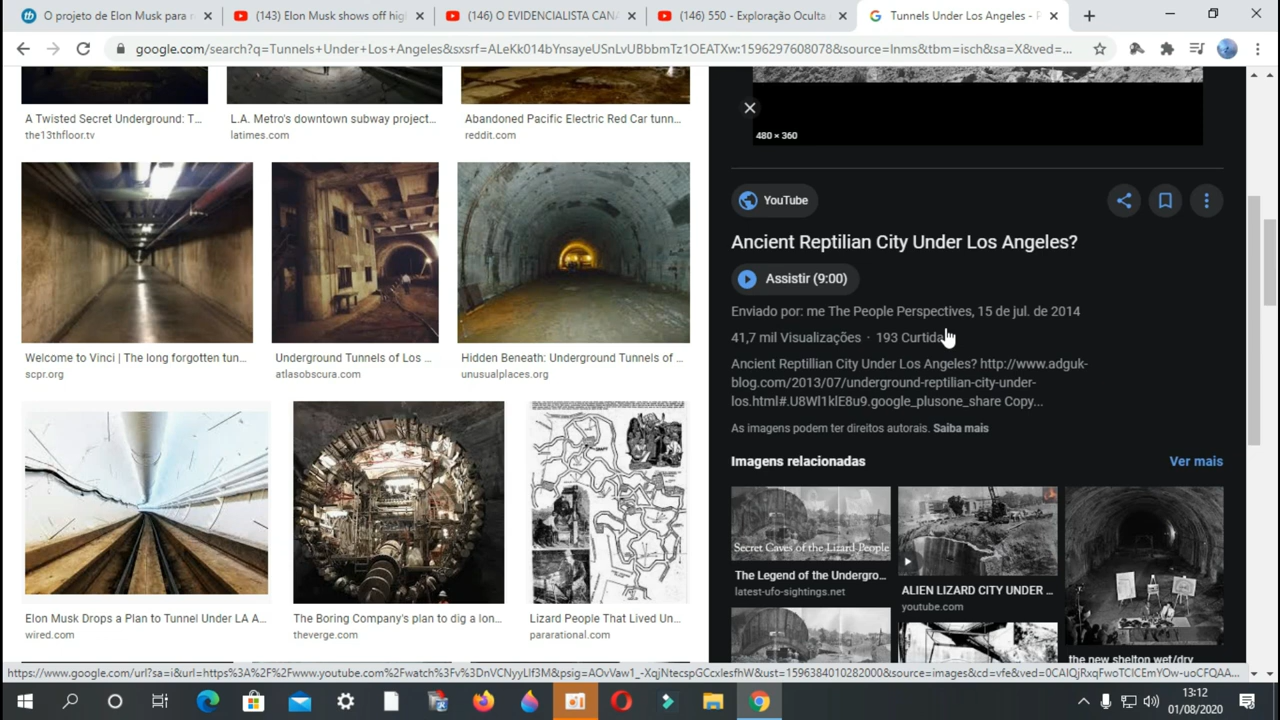 O projeto de Elon Musk para r
(143) Elon Musk shows off hig
(146) O EVIDENCIALISTA CANA
(146) 550 - Exploração Oculta
Tunnels Under Los Angeles - P
google.com/search?q=Tunnels+Under+Los+Angeles&sxsrf=ALeKk014bYnsayeUSnLvUBbbmTz1OEATXw:1596297608078&source=lnms&tbm=isch&sa=X&ved=...
A Twisted Secret Underground: T...
the13thfloor.tv
L.A. Metro's downtown subway project...
latimes.com
Abandoned Pacific Electric Red Car tunn...
reddit.com
480 × 360
YouTube
Ancient Reptilian City Under Los Angeles?
Assistir (9:00)
Enviado por: me The People Perspectives, 15 de jul. de 2014
41,7 mil Visualizações · 193 Curtida
Ancient Reptillian City Under Los Angeles? http://www.adguk-
blog.com/2013/07/underground-reptilian-city-under-
los.html#.U8Wl1klE8u9.google_plusone_share Copy...
As imagens podem ter direitos autorais. Saiba mais
Welcome to Vinci | The long forgotten tun...
scpr.org
Underground Tunnels of Los ...
atlasobscura.com
Hidden Beneath: Underground Tunnels of ...
unusualplaces.org
Imagens relacionadas
Ver mais
Secret Caves of the Lizard People
The Legend of the Undergro...
latest-ufo-sightings.net
ALIEN LIZARD CITY UNDER ...
youtube.com
the new shelton wet/dry
Elon Musk Drops a Plan to Tunnel Under LA A...
wired.com
The Boring Company's plan to dig a lon...
theverge.com
Lizard People That Lived Un...
pararational.com
13:12
01/08/2020